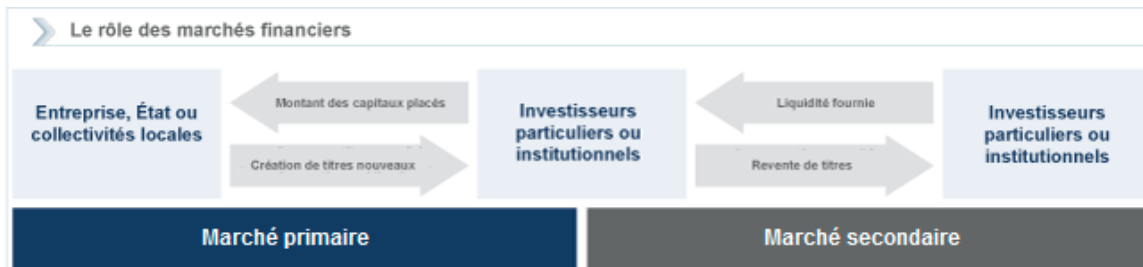 Le rôle des marchés financiers
Entreprise, État ou
collectivités locales
Montant des capitaux placés
Création de titres nouveaux
Investisseurs
particuliers ou
institutionnels
Liquidité fournie
Revente de titres
Investisseurs
particuliers ou
institutionnels
Marché primaire
Marché secondaire